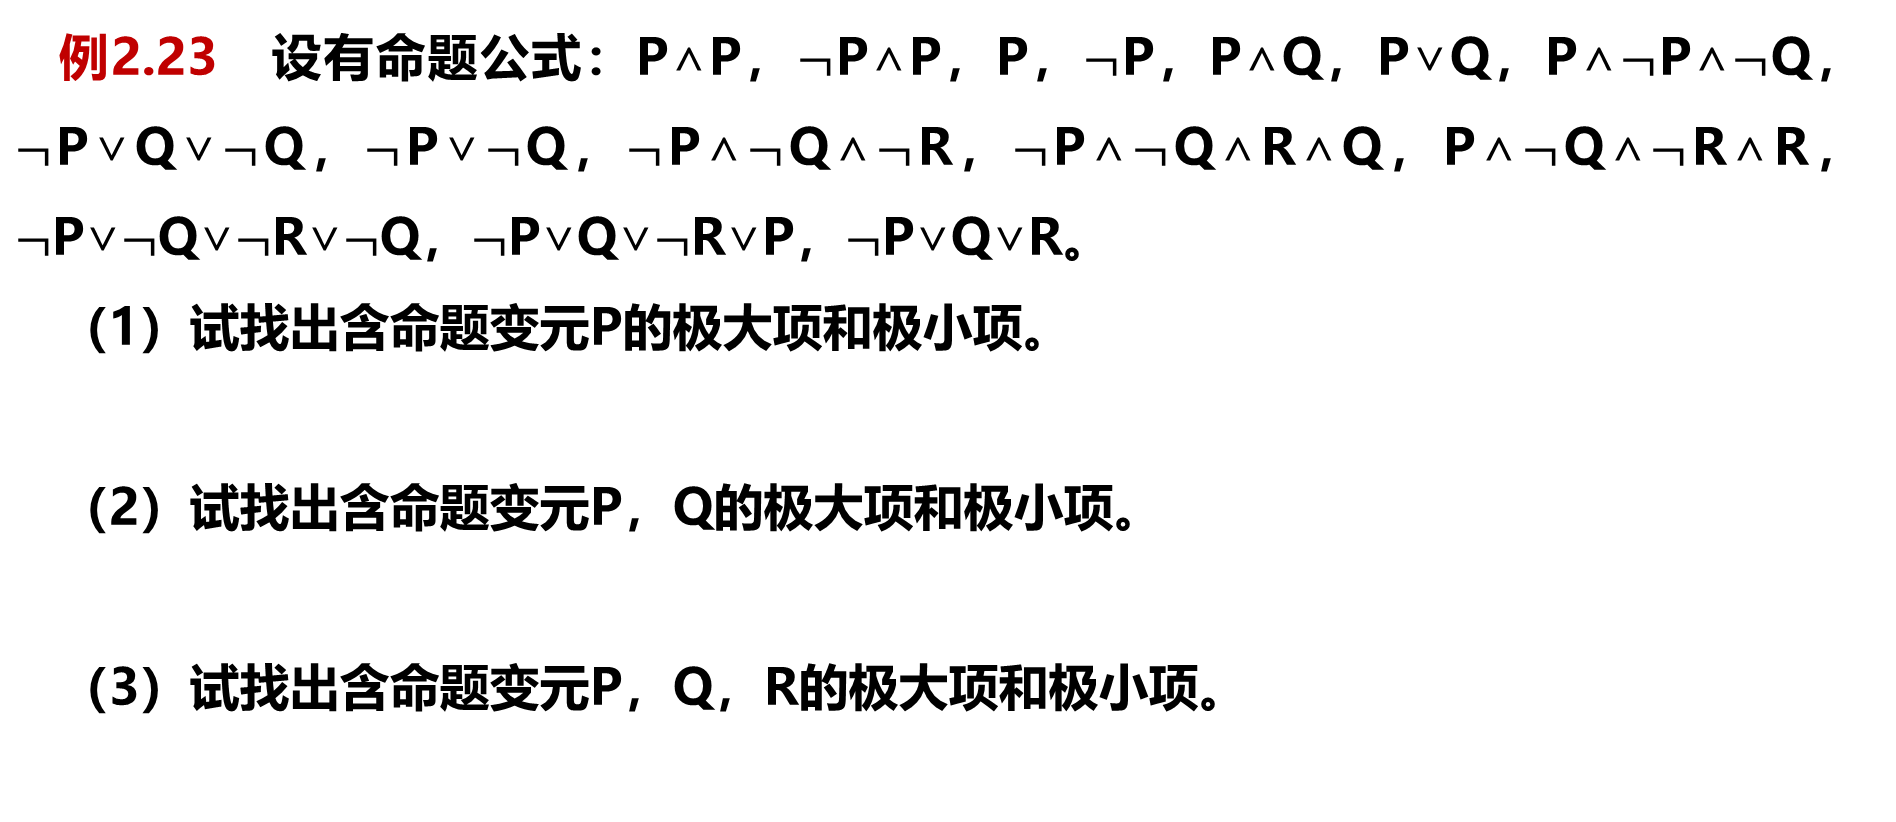 例2.23 设有命题公式：P∧P，¬P∧P，P，¬P，P∧Q，P∨Q，P∧¬P∧¬Q，
¬P∨Q∨¬Q，¬P∨¬Q，¬P∧¬Q∧¬R，¬P∧¬Q∧R∧Q，P∧¬Q∧¬R∧R，
¬P∨¬Q∨¬R∨¬Q，¬P∨Q∨¬R∨P，¬P∨Q∨R。
（1）试找出含命题变元P的极大项和极小项。
（2）试找出含命题变元P，Q的极大项和极小项。
（3）试找出含命题变元P，Q，R的极大项和极小项。